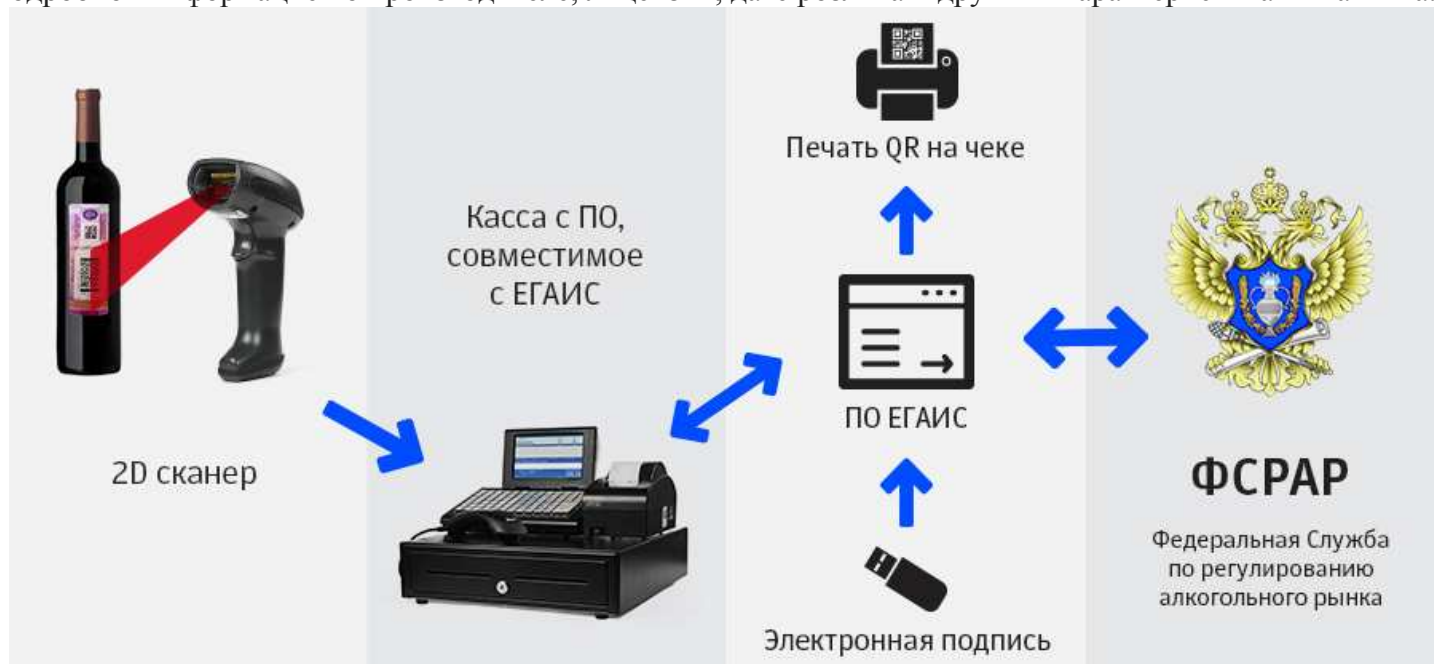 2D сканер
Касса с ПО,
совместимое
с ЕГАИС
Печать QR на чеке
ПО ЕГАИС
Электронная подпись
ФСРАР
Федеральная Служба
по регулированию
алкогольного рынка